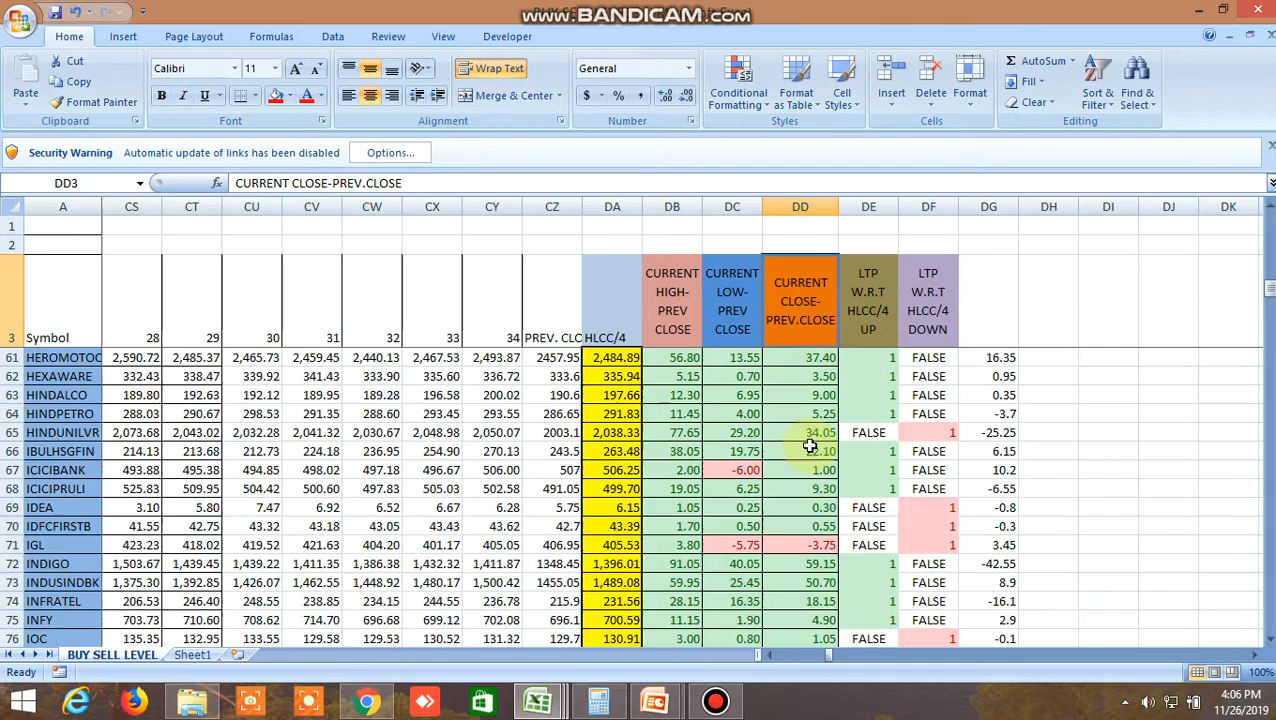 www.BANDICAM.com
Home Insert Page Layout Formulas Data Review View Developer
Paste Cut Copy Format Painter Clipboard
Calibri 11 B I U A Font
Wrap Text Merge & Center Alignment
General $ % , Number
Conditional Formatting Format as Table Cell Styles Styles
Insert Delete Format Cells
Σ AutoSum Fill Clear Sort & Filter Find & Select Editing
Security Warning Automatic update of links has been disabled Options...
DD3 fx CURRENT CLOSE-PREV.CLOSE
A CS CT CU CV CW CX CY CZ DA DB DC DD DE DF DG DH DI DJ DK
1
2
3 Symbol 28 29 30 31 32 33 34 PREV. CLO HLCC/4 CURRENT HIGH-PREV CLOSE CURRENT LOW-PREV CLOSE CURRENT CLOSE-PREV.CLOSE LTP W.R.T HLCC/4 UP LTP W.R.T HLCC/4 DOWN
61 HEROMOTOC 2,590.72 2,485.37 2,465.73 2,459.45 2,440.13 2,467.53 2,493.87 2457.95 2,484.89 56.80 13.55 37.40 1 FALSE 16.35
62 HEXAWARE 332.43 338.47 339.92 341.43 333.90 335.60 336.72 333.6 335.94 5.15 0.70 3.50 1 FALSE 0.95
63 HINDALCO 189.80 192.63 192.12 189.95 189.28 196.58 200.02 190.6 197.66 12.30 6.95 9.00 1 FALSE 0.35
64 HINDPETRO 288.03 290.67 298.53 291.35 288.60 293.45 293.55 286.65 291.83 11.45 4.00 5.25 1 FALSE -3.7
65 HINDUNILVR 2,073.68 2,043.02 2,032.28 2,041.32 2,030.67 2,048.98 2,050.07 2003.1 2,038.33 77.65 29.20 34.05 FALSE 1 -25.25
66 IBULHSGFIN 214.13 213.68 212.73 224.18 236.95 254.90 270.13 243.5 263.48 38.05 19.75 1 FALSE 6.15
67 ICICIBANK 493.88 495.38 495.18 497.18 496.67 506.00 507 506.25 2.00 -6.00 1.00 1 FALSE 10.2
68 ICICIPRULI 525.83 509.95 504.42 500.60 497.83 505.03 502.58 491.05 499.70 19.05 6.25 9.30 1 FALSE -6.55
69 IDEA 3.10 5.80 7.47 6.92 6.52 6.67 6.28 5.75 6.15 1.05 0.25 0.30 FALSE 1 -0.8
70 IDFCFIRSTB 41.55 42.75 43.32 43.18 43.05 43.43 43.62 42.7 43.39 1.70 0.50 0.55 FALSE 1 -0.3
71 IGL 423.23 418.02 419.52 421.63 404.20 401.17 405.05 406.95 405.53 3.80 -5.75 -3.75 FALSE 1 3.45
72 INDIGO 1,503.67 1,439.45 1,439.22 1,411.35 1,386.38 1,432.32 1,411.87 1348.45 1,396.01 91.05 40.05 59.15 1 FALSE -42.55
73 INDUSINDBK 1,375.30 1,392.85 1,426.07 1,462.55 1,448.92 1,480.17 1,500.42 1455.05 1,489.08 59.95 25.45 50.70 1 FALSE 8.9
74 INFRATEL 206.53 246.40 248.55 238.85 234.15 244.55 236.78 215.9 231.56 28.15 16.35 18.15 1 FALSE -16.1
75 INFY 703.73 710.60 708.62 714.70 696.68 699.12 702.08 696.1 700.59 11.15 1.90 4.90 1 FALSE 2.9
76 IOC 135.35 132.95 133.55 129.58 129.58 130.52 131.32 129.7 130.91 3.00 0.80 1.05 FALSE 1 -0.1
BUY SELL LEVEL Sheet1
Ready 100%
4:06 PM
11/26/2019